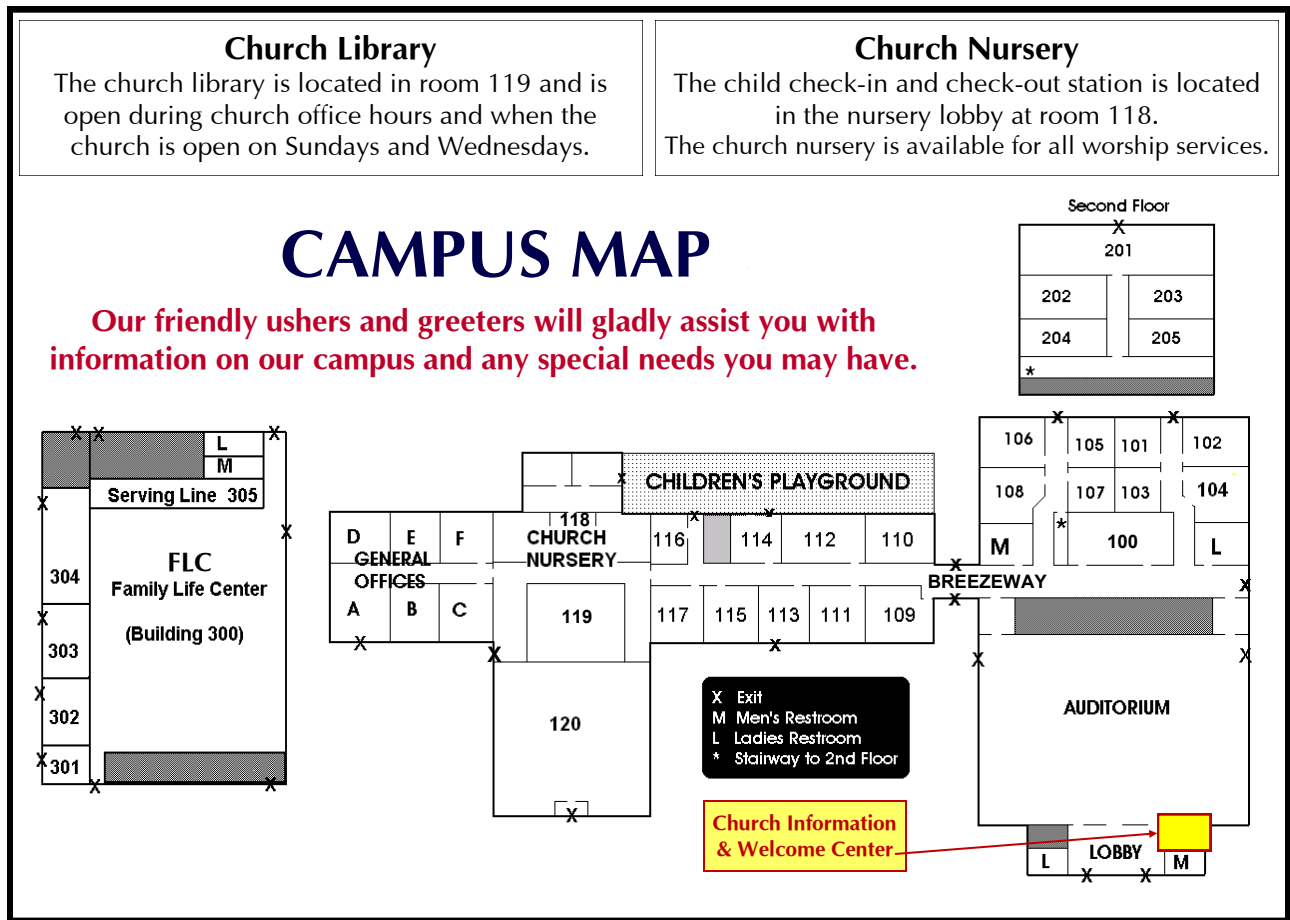 Church Library
The church library is located in room 119 and is
open during church office hours and when the
church is open on Sundays and Wednesdays.
Church Nursery
The child check-in and check-out station is located
in the nursery lobby at room 118.
The church nursery is available for all worship services.
CAMPUS MAP
Our friendly ushers and greeters will gladly assist you with
information on our campus and any special needs you may have.
Second Floor
X
201
202
203
204
205
*
X
X
X
L
M
Serving Line 305
X
X
FLC
Family Life Center
(Building 300)
304
X
303
X
302
X
301
X
X
D
E
F
GENERAL
OFFICES
A
B
C
X
118
CHURCH
NURSERY
119
X
120
X
X
CHILDREN'S PLAYGROUND
X
X
116
114
112
110
117
115
113
111
109
X
X
BREEZEWAY
X
X
X
106
105
101
102
108
107
103
104
*
M
100
L
X
X
X
AUDITORIUM
LOBBY
L
M
X
X
X Exit
M Men's Restroom
L Ladies Restroom
* Stairway to 2nd Floor
Church Information
& Welcome Center